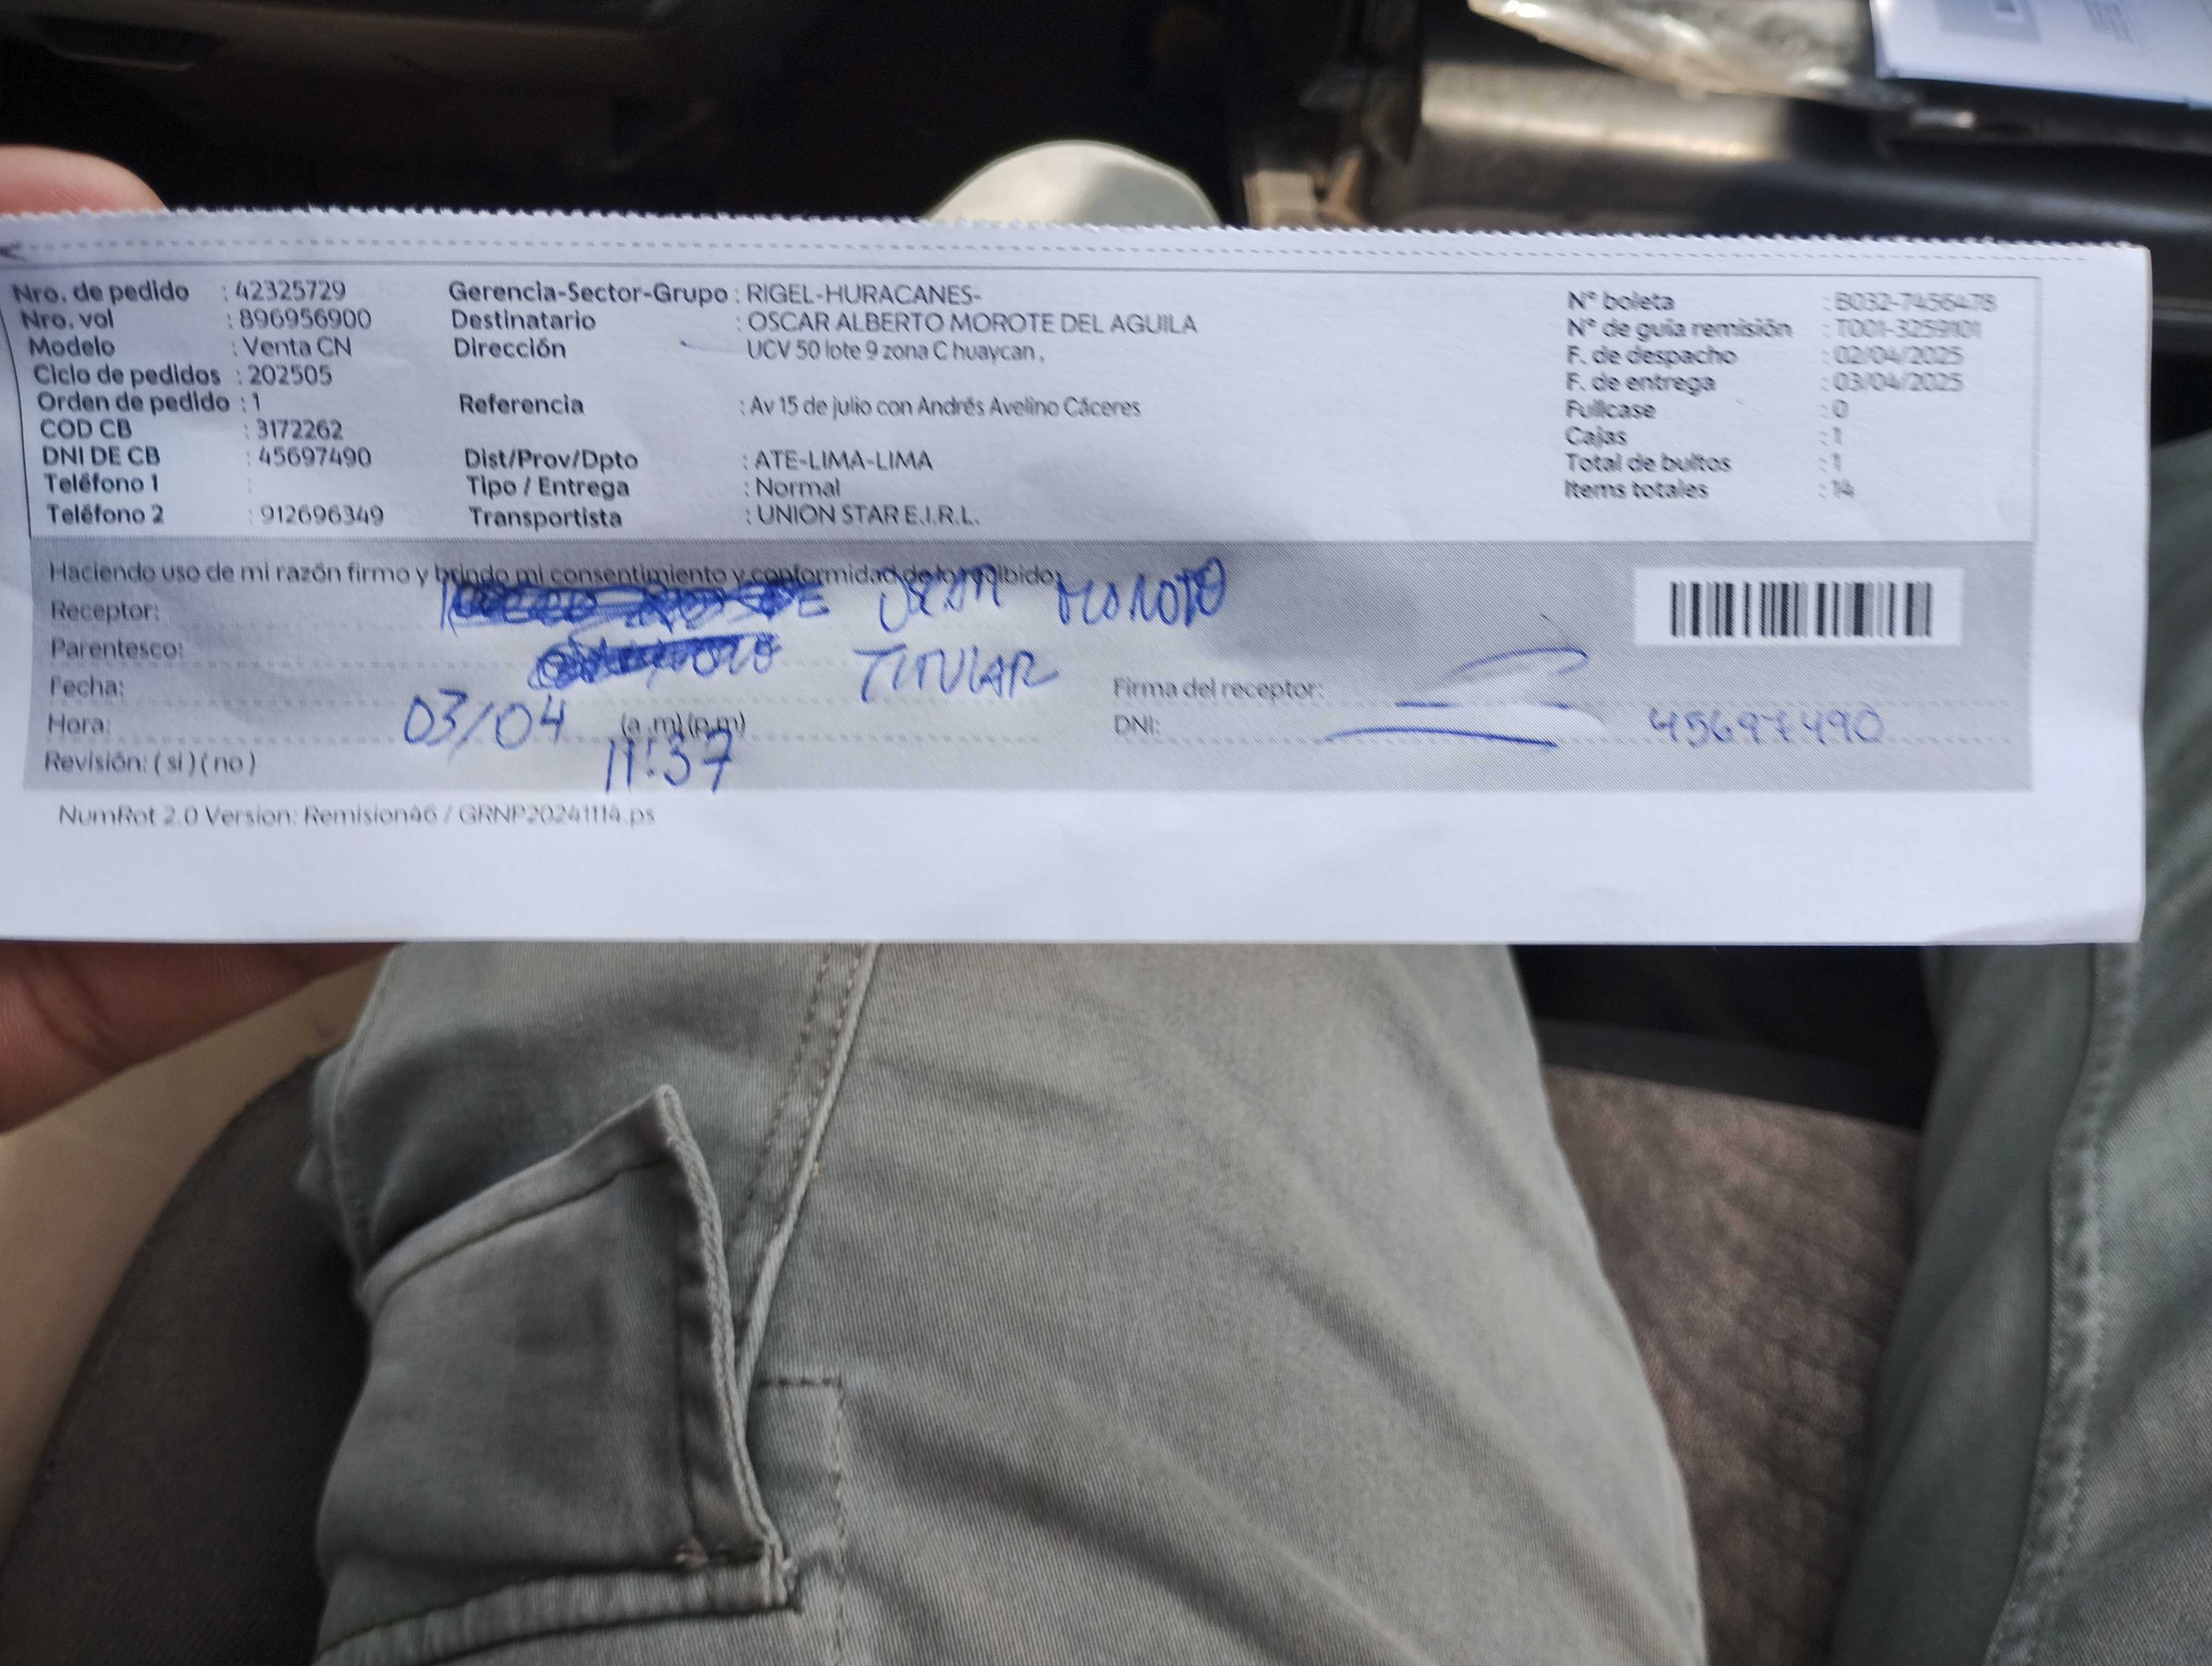 Nro. de pedido : 42325729
Nro. vol : 896956900
Modelo : Venta CN
Ciclo de pedidos : 202505
Orden de pedido : 1
COD CB : 3172262
DNI DE CB : 45697490
Teléfono 1 :
Teléfono 2 : 912696349
Gerencia-Sector-Grupo : RIGEL-HURACANES-
Destinatario : OSCAR ALBERTO MOROTE DEL AGUILA
Dirección UCV 50 lote 9 zona C huaycan ,
Referencia : Av 15 de julio con Andrés Avelino Cáceres
Dist/Prov/Dpto : ATE-LIMA-LIMA
Tipo / Entrega : Normal
Transportista : UNION STAR E.I.R.L.
N° boleta : B032-7456478
N° de guía remisión : T001-3259101
F. de despacho : 02/04/2025
F. de entrega : 03/04/2025
Fullcase : 0
Cajas : 1
Total de bultos : 1
Items totales : 14
Haciendo uso de mi razón firmo y brindo mi consentimiento y conformidad de lo recibido:
Receptor: OSCAR MOROTE
Parentesco: TITULAR
Fecha: 03/04
Hora: (a .m) (p.m) 11:37
Revisión: ( si ) ( no )
Firma del receptor:
DNI: 45697490
NumRot 2.0 Version: Remision46 / GRNP20241114.ps